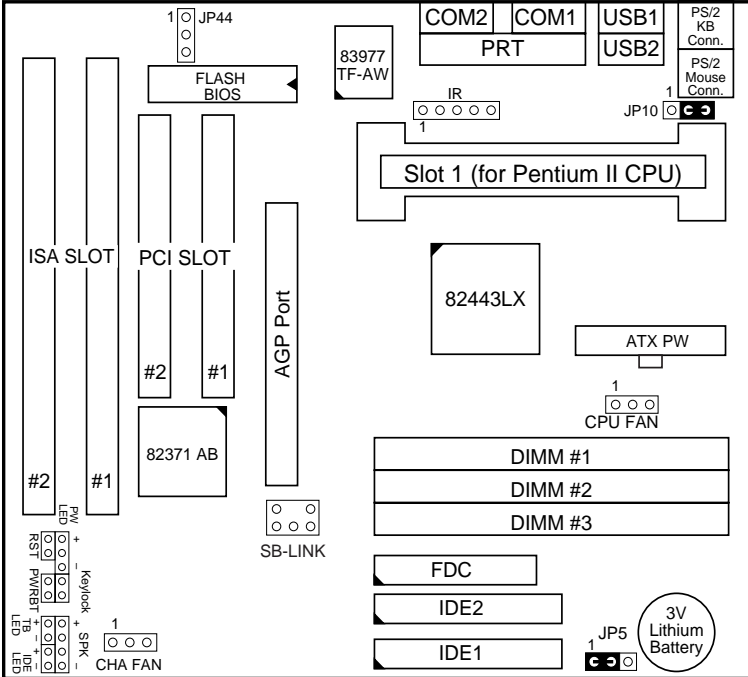 1
JP44
FLASH
BIOS
83977
TF-AW
COM2
COM1
PRT
USB1
USB2
PS/2
KB
Conn.
PS/2
Mouse
Conn.
IR
1
1
JP10
Slot 1 (for Pentium II CPU)
ISA SLOT
PCI SLOT
AGP Port
82443LX
ATX PW
1
CPU FAN
#2
#1
#2
#1
82371 AB
DIMM #1
DIMM #2
DIMM #3
SB-LINK
PW
LED
RST
+
-
Keylock
PWRBT
TB
LED
+
-
+
SPK
IDE
LED
+
-
-
1
CHA FAN
FDC
IDE2
IDE1
JP5
1
3V
Lithium
Battery